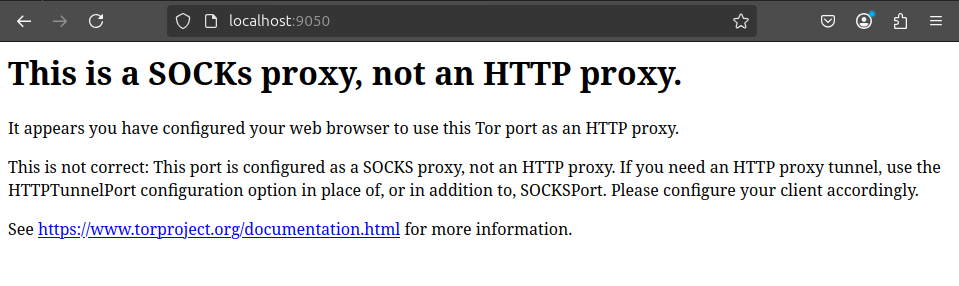 localhost:9050
This is a SOCKs proxy, not an HTTP proxy.
It appears you have configured your web browser to use this Tor port as an HTTP proxy.
This is not correct: This port is configured as a SOCKS proxy, not an HTTP proxy. If you need an HTTP proxy tunnel, use the
HTTPTunnelPort configuration option in place of, or in addition to, SOCKSPort. Please configure your client accordingly.
See https://www.torproject.org/documentation.html for more information.